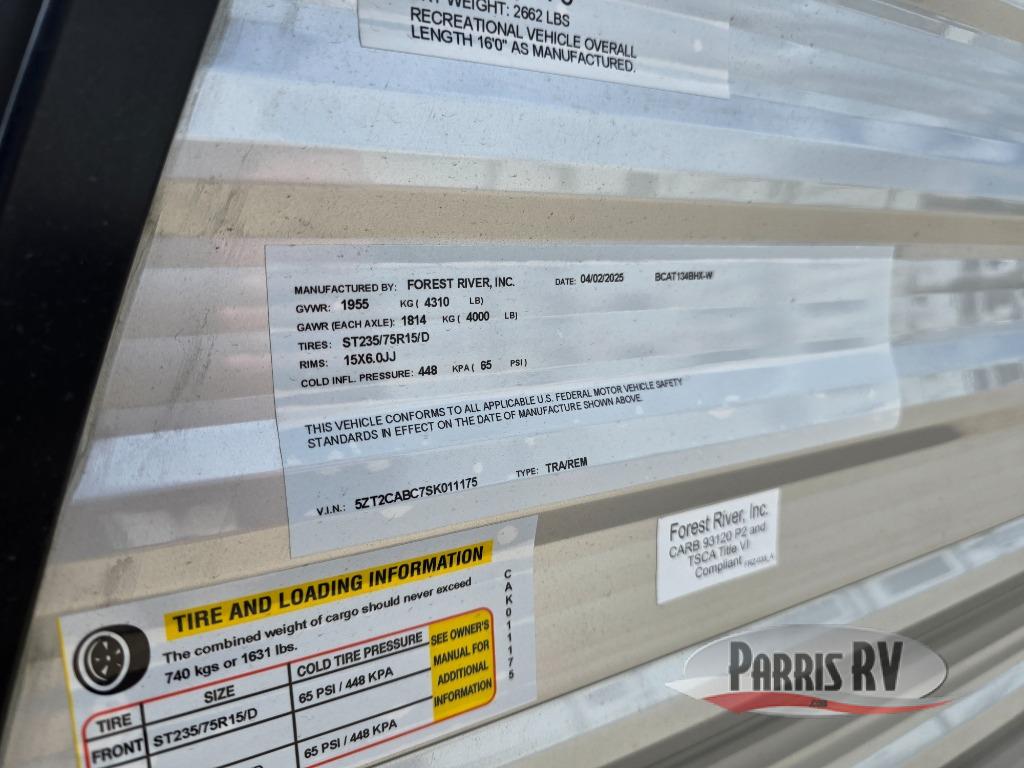 WEIGHT: 2662 LBS
RECREATIONAL VEHICLE OVERALL
LENGTH 16'0" AS MANUFACTURED.
MANUFACTURED BY: FOREST RIVER, INC. DATE: 04/02/2025 BCAT134BHX-W
GVWR: 1955 KG ( 4310 LB)
GAWR (EACH AXLE): 1814 KG ( 4000 LB)
TIRES: ST235/75R15/D
RIMS: 15X6.0JJ
COLD INFL. PRESSURE: 448 KPA ( 65 PSI)
THIS VEHICLE CONFORMS TO ALL APPLICABLE U.S. FEDERAL MOTOR VEHICLE SAFETY
STANDARDS IN EFFECT ON THE DATE OF MANUFACTURE SHOWN ABOVE.
V.I.N.: 5ZT2CABC7SK011175 TYPE: TRA/REM
Forest River, Inc.
CARB 93120 P2 and
TSCA Title VI
Compliant
TIRE AND LOADING INFORMATION
The combined weight of cargo should never exceed
740 kgs or 1631 lbs.
TIRE SIZE COLD TIRE PRESSURE
FRONT ST235/75R15/D 65 PSI / 448 KPA
65 PSI / 448 KPA
SEE OWNER'S
MANUAL FOR
ADDITIONAL
INFORMATION
CAK011175
PARRIS RV
.com